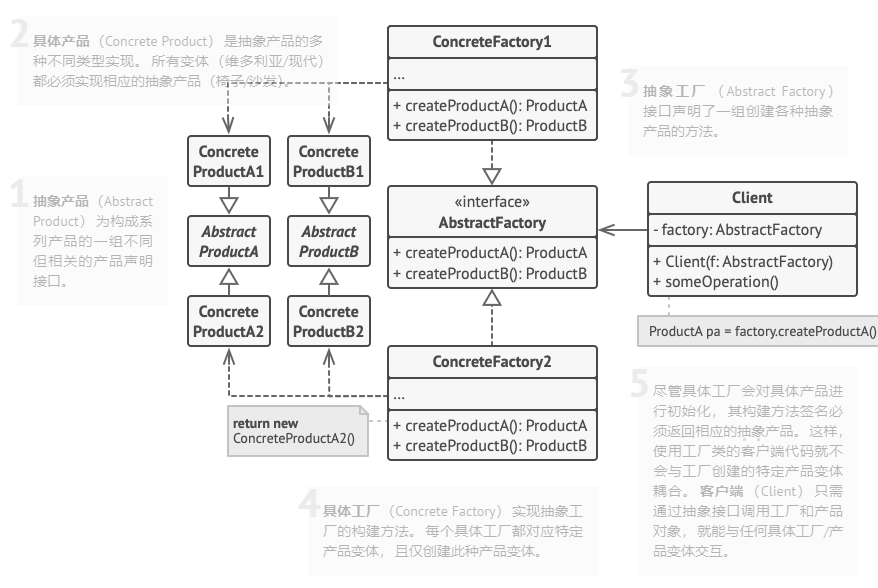 2
具体产品（Concrete Product） 是抽象产品的多
种不同类型实现。 所有变体（维多利亚/现代）
都必须实现相应的抽象产品（椅子/沙发）。
ConcreteFactory1
...
+ createProductA(): ProductA
+ createProductB(): ProductB
3
抽象工厂 （Abstract Factory）
接口声明了一组创建各种抽象
产品的方法。
Concrete
ProductA1
Concrete
ProductB1
1
抽象产品（Abstract
Product） 为构成系
列产品的一组不同
但相关的产品声明
接口。
Abstract
ProductA
Abstract
ProductB
«interface»
AbstractFactory
+ createProductA(): ProductA
+ createProductB(): ProductB
Client
- factory: AbstractFactory
+ Client(f: AbstractFactory)
+ someOperation()
ProductA pa = factory.createProductA()
Concrete
ProductA2
Concrete
ProductB2
ConcreteFactory2
...
+ createProductA(): ProductA
+ createProductB(): ProductB
return new
ConcreteProductA2()
5
尽管具体工厂会对具体产品进
行初始化， 其构建方法签名必
须返回相应的抽象产品。 这样，
使用工厂类的客户端代码就不
会与工厂创建的特定产品变体
耦合。 客户端 （Client） 只需
通过抽象接口调用工厂和产品
对象， 就能与任何具体工厂/产
品变体交互。
4
具体工厂（Concrete Factory） 实现抽象工
厂的构建方法。 每个具体工厂都对应特定
产品变体， 且仅创建此种产品变体。